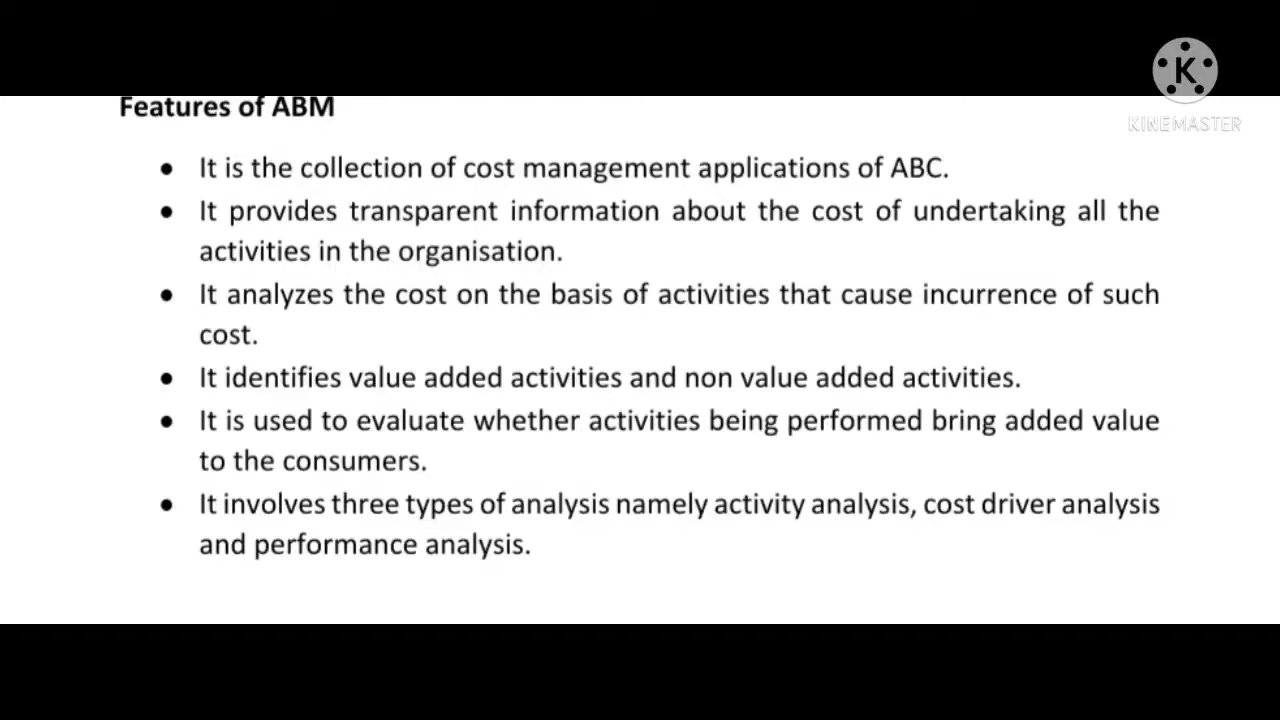 K
KINEMASTER
Features of ABM
• It is the collection of cost management applications of ABC.
• It provides transparent information about the cost of undertaking all the
activities in the organisation.
• It analyzes the cost on the basis of activities that cause incurrence of such
cost.
• It identifies value added activities and non value added activities.
• It is used to evaluate whether activities being performed bring added value
to the consumers.
• It involves three types of analysis namely activity analysis, cost driver analysis
and performance analysis.